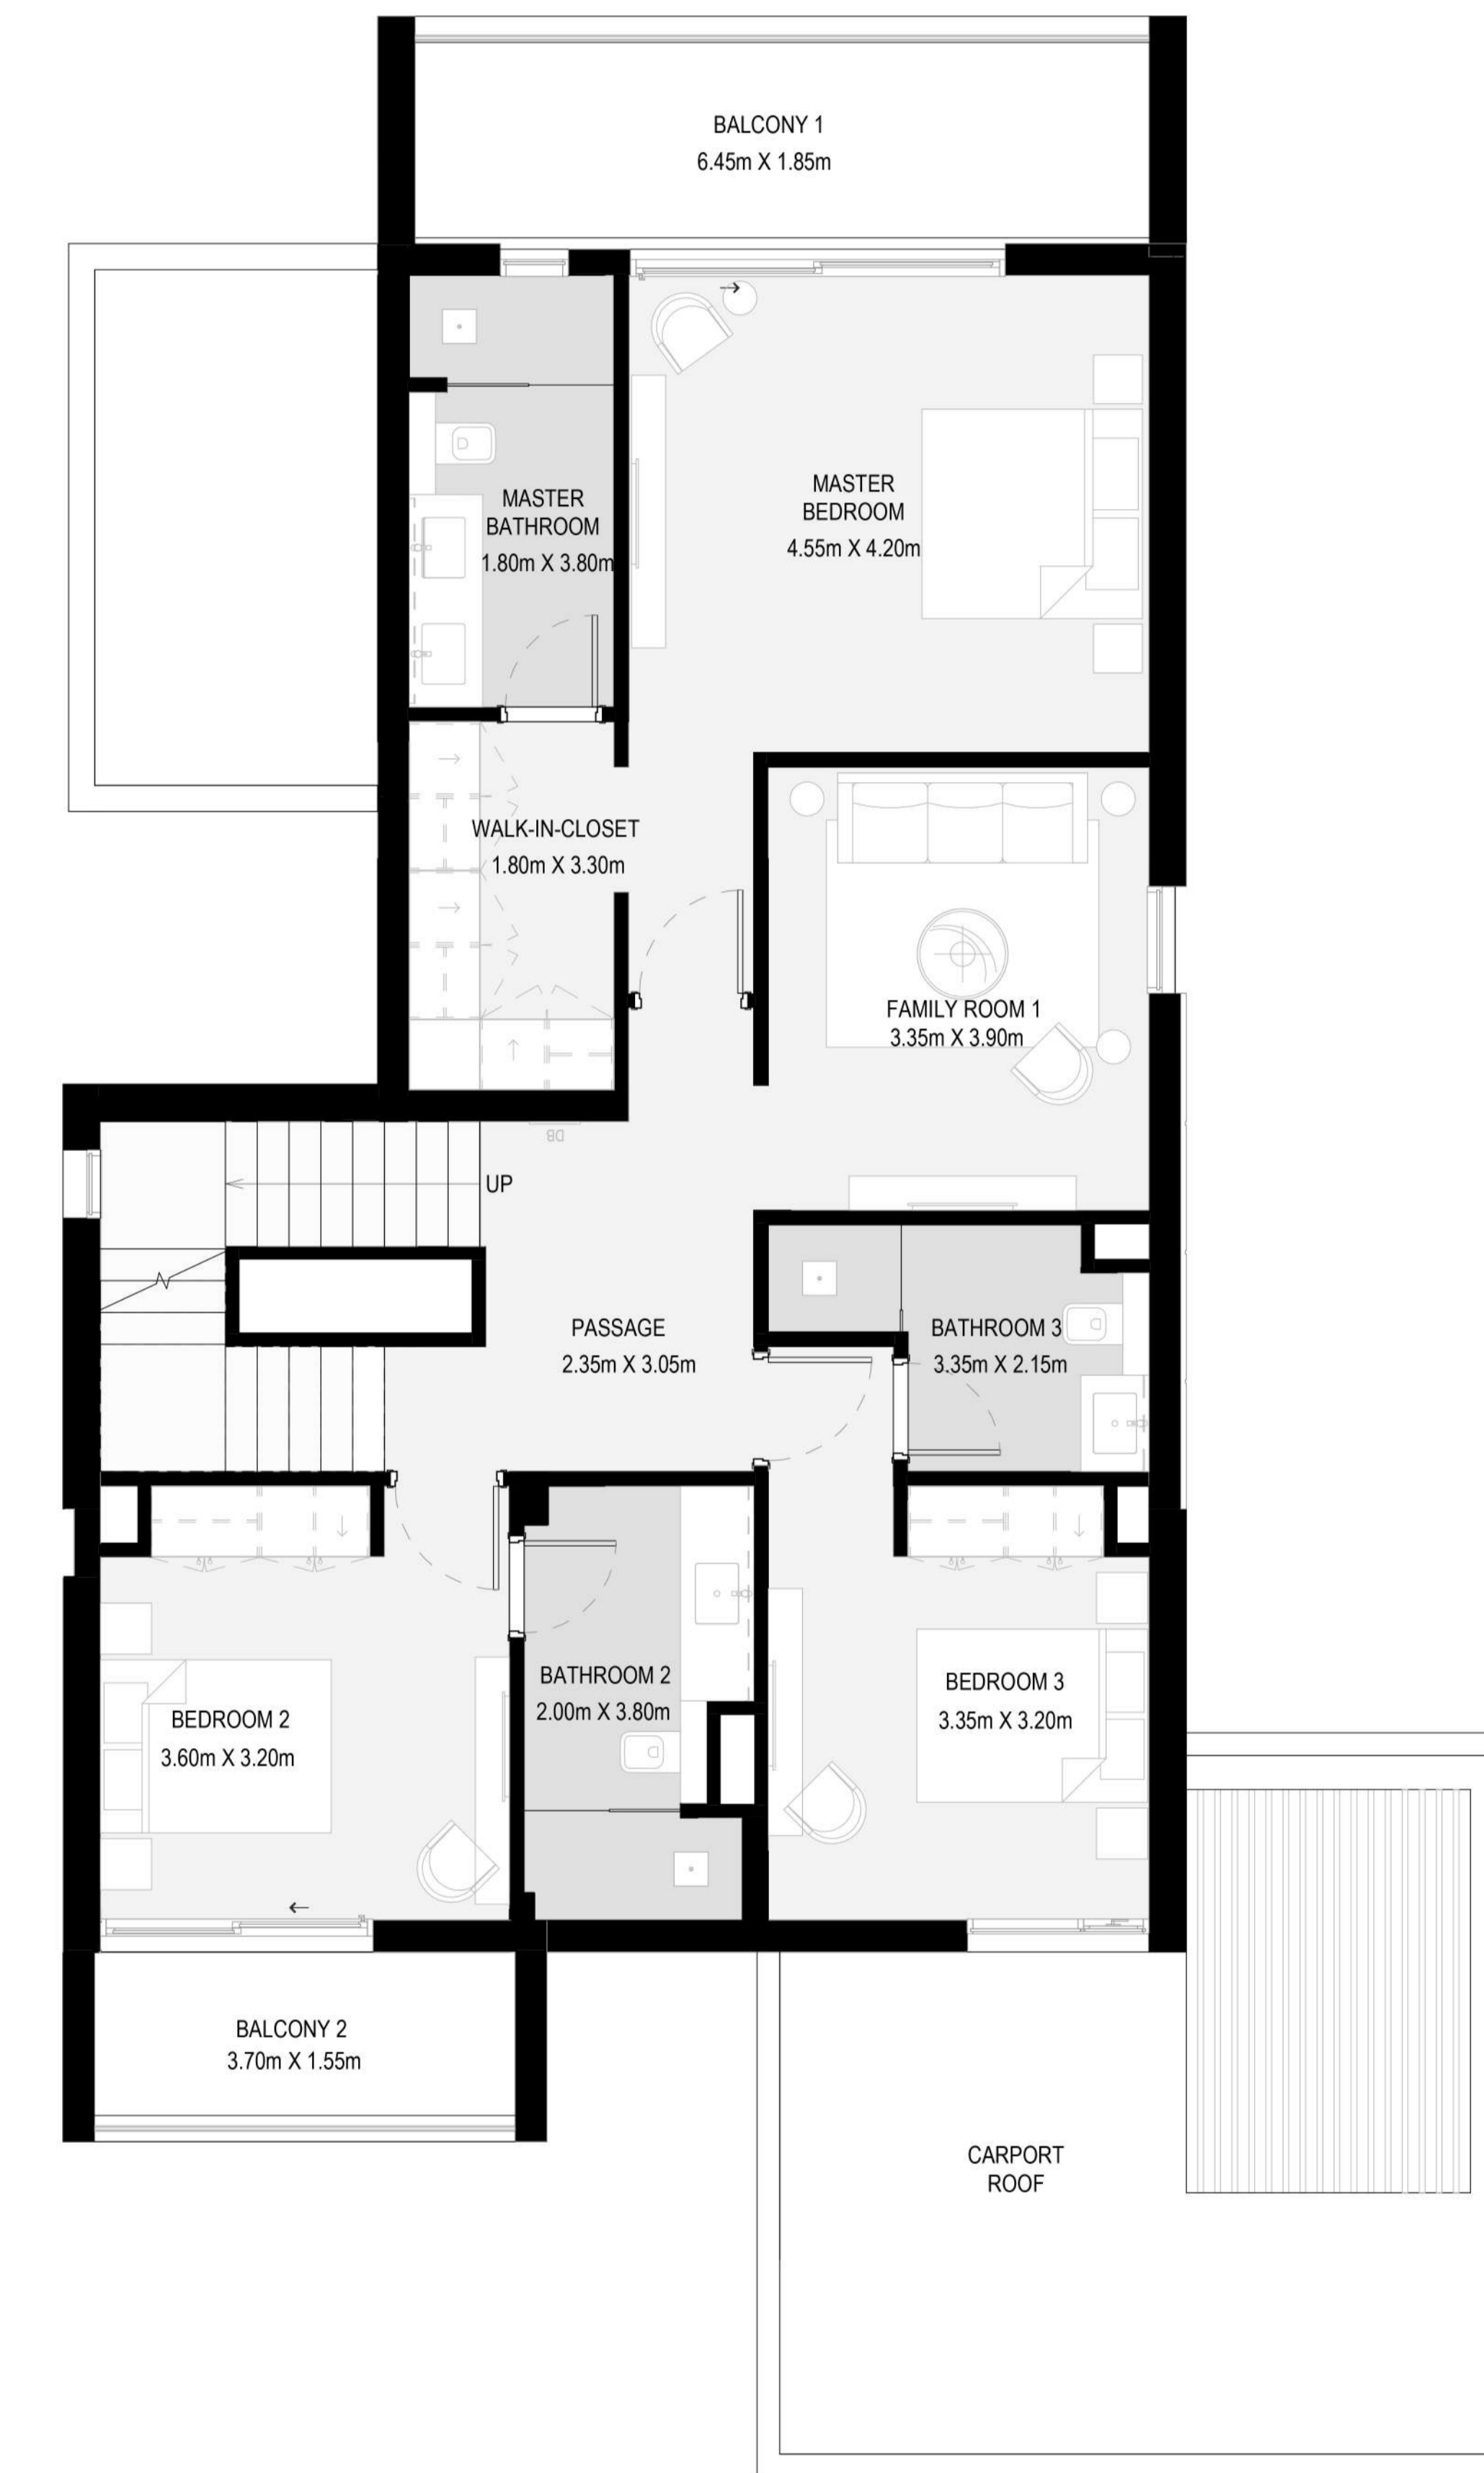 BALCONY 1
6.45m X 1.85m
MASTER
BATHROOM
1.80m X 3.80m
MASTER
BEDROOM
4.55m X 4.20m
WALK-IN-CLOSET
1.80m X 3.30m
FAMILY ROOM 1
3.35m X 3.90m
DB
UP
PASSAGE
2.35m X 3.05m
BATHROOM 3
3.35m X 2.15m
BEDROOM 2
3.60m X 3.20m
BATHROOM 2
2.00m X 3.80m
BEDROOM 3
3.35m X 3.20m
BALCONY 2
3.70m X 1.55m
CARPORT
ROOF